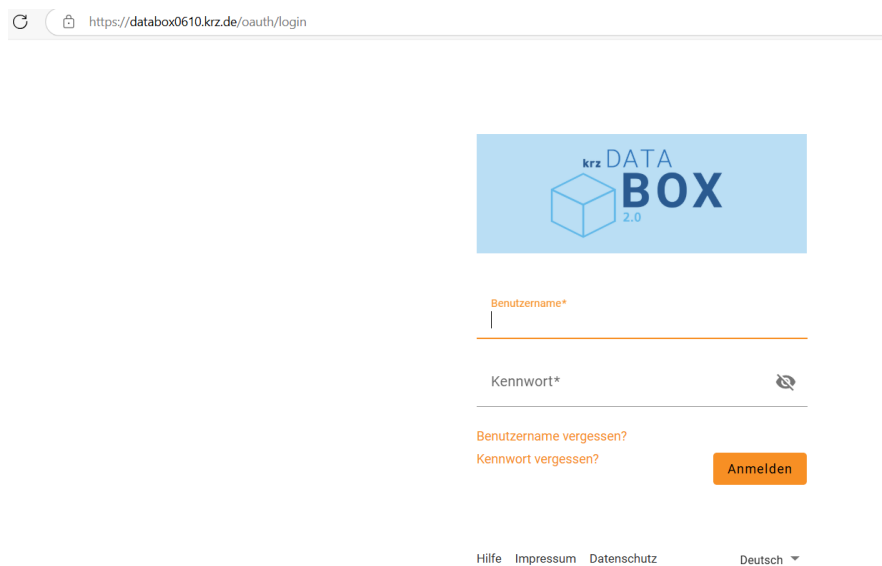 https://databox0610.krz.de/oauth/login
krz DATA
BOX
2.0
Benutzername*
Kennwort*
Benutzername vergessen?
Kennwort vergessen?
Anmelden
Hilfe Impressum Datenschutz Deutsch